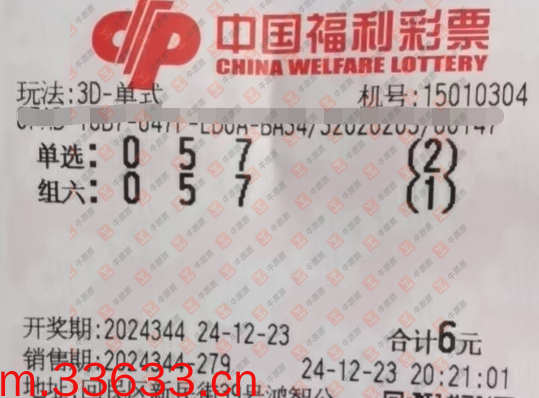 中国福利彩票
CHINA WELFARE LOTTERY
玩法:3D-单式 机号:15010304
单选: 0 5 7 (2)
组六: 0 5 7 (1)
开奖期:2024344 24-12-23 合计6元
销售期:2024344-279 24-12-23 20:21:01
m.33633.cn